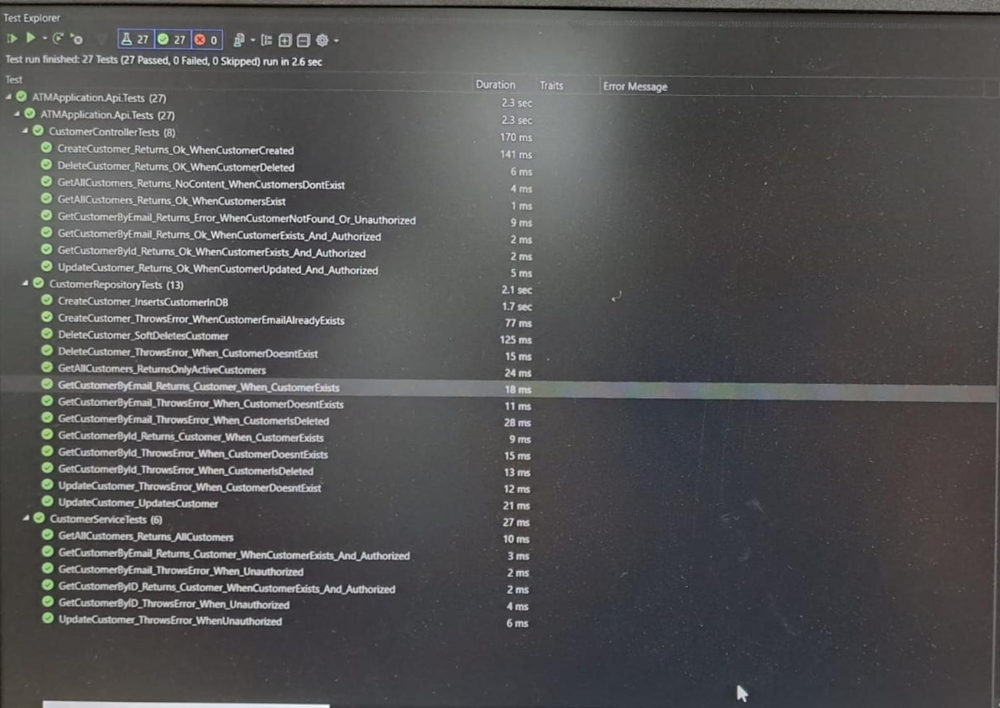 Test Explorer
27 27 0
Test run finished: 27 Tests (27 Passed, 0 Failed, 0 Skipped) run in 2.6 sec
Test Duration Traits Error Message
ATMApplication.Api.Tests (27) 2.3 sec
ATMApplication.Api.Tests (27) 2.3 sec
CustomerControllerTests (8) 170 ms
CreateCustomer_Returns_Ok_WhenCustomerCreated 141 ms
DeleteCustomer_Returns_OK_WhenCustomerDeleted 6 ms
GetAllCustomers_Returns_NoContent_WhenCustomersDontExist 4 ms
GetAllCustomers_Returns_Ok_WhenCustomersExist 1 ms
GetCustomerByEmail_Returns_Error_WhenCustomerNotFound_Or_Unauthorized 9 ms
GetCustomerByEmail_Returns_Ok_WhenCustomerExists_And_Authorized 2 ms
GetCustomerById_Returns_Ok_WhenCustomerExists_And_Authorized 2 ms
UpdateCustomer_Returns_Ok_WhenCustomerUpdated_And_Authorized 5 ms
CustomerRepositoryTests (13) 2.1 sec
CreateCustomer_InsertsCustomerInDB 1.7 sec
CreateCustomer_ThrowsError_WhenCustomerEmailAlreadyExists 77 ms
DeleteCustomer_SoftDeletesCustomer 125 ms
DeleteCustomer_ThrowsError_When_CustomerDoesntExist 15 ms
GetAllCustomers_ReturnsOnlyActiveCustomers 24 ms
GetCustomerByEmail_Returns_Customer_When_CustomerExists 18 ms
GetCustomerByEmail_ThrowsError_When_CustomerDoesntExists 11 ms
GetCustomerByEmail_ThrowsError_When_CustomerIsDeleted 28 ms
GetCustomerById_Returns_Customer_When_CustomerExists 9 ms
GetCustomerById_ThrowsError_When_CustomerDoesntExists 15 ms
GetCustomerById_ThrowsError_When_CustomerIsDeleted 13 ms
UpdateCustomer_ThrowsError_When_CustomerDoesntExist 12 ms
UpdateCustomer_UpdatesCustomer 21 ms
CustomerServiceTests (6) 27 ms
GetAllCustomers_Returns_AllCustomers 10 ms
GetCustomerByEmail_Returns_Customer_WhenCustomerExists_And_Authorized 3 ms
GetCustomerByEmail_ThrowsError_When_Unauthorized 2 ms
GetCustomerByID_Returns_Customer_WhenCustomerExists_And_Authorized 2 ms
GetCustomerByID_ThrowsError_When_Unauthorized 4 ms
UpdateCustomer_ThrowsError_WhenUnauthorized 6 ms